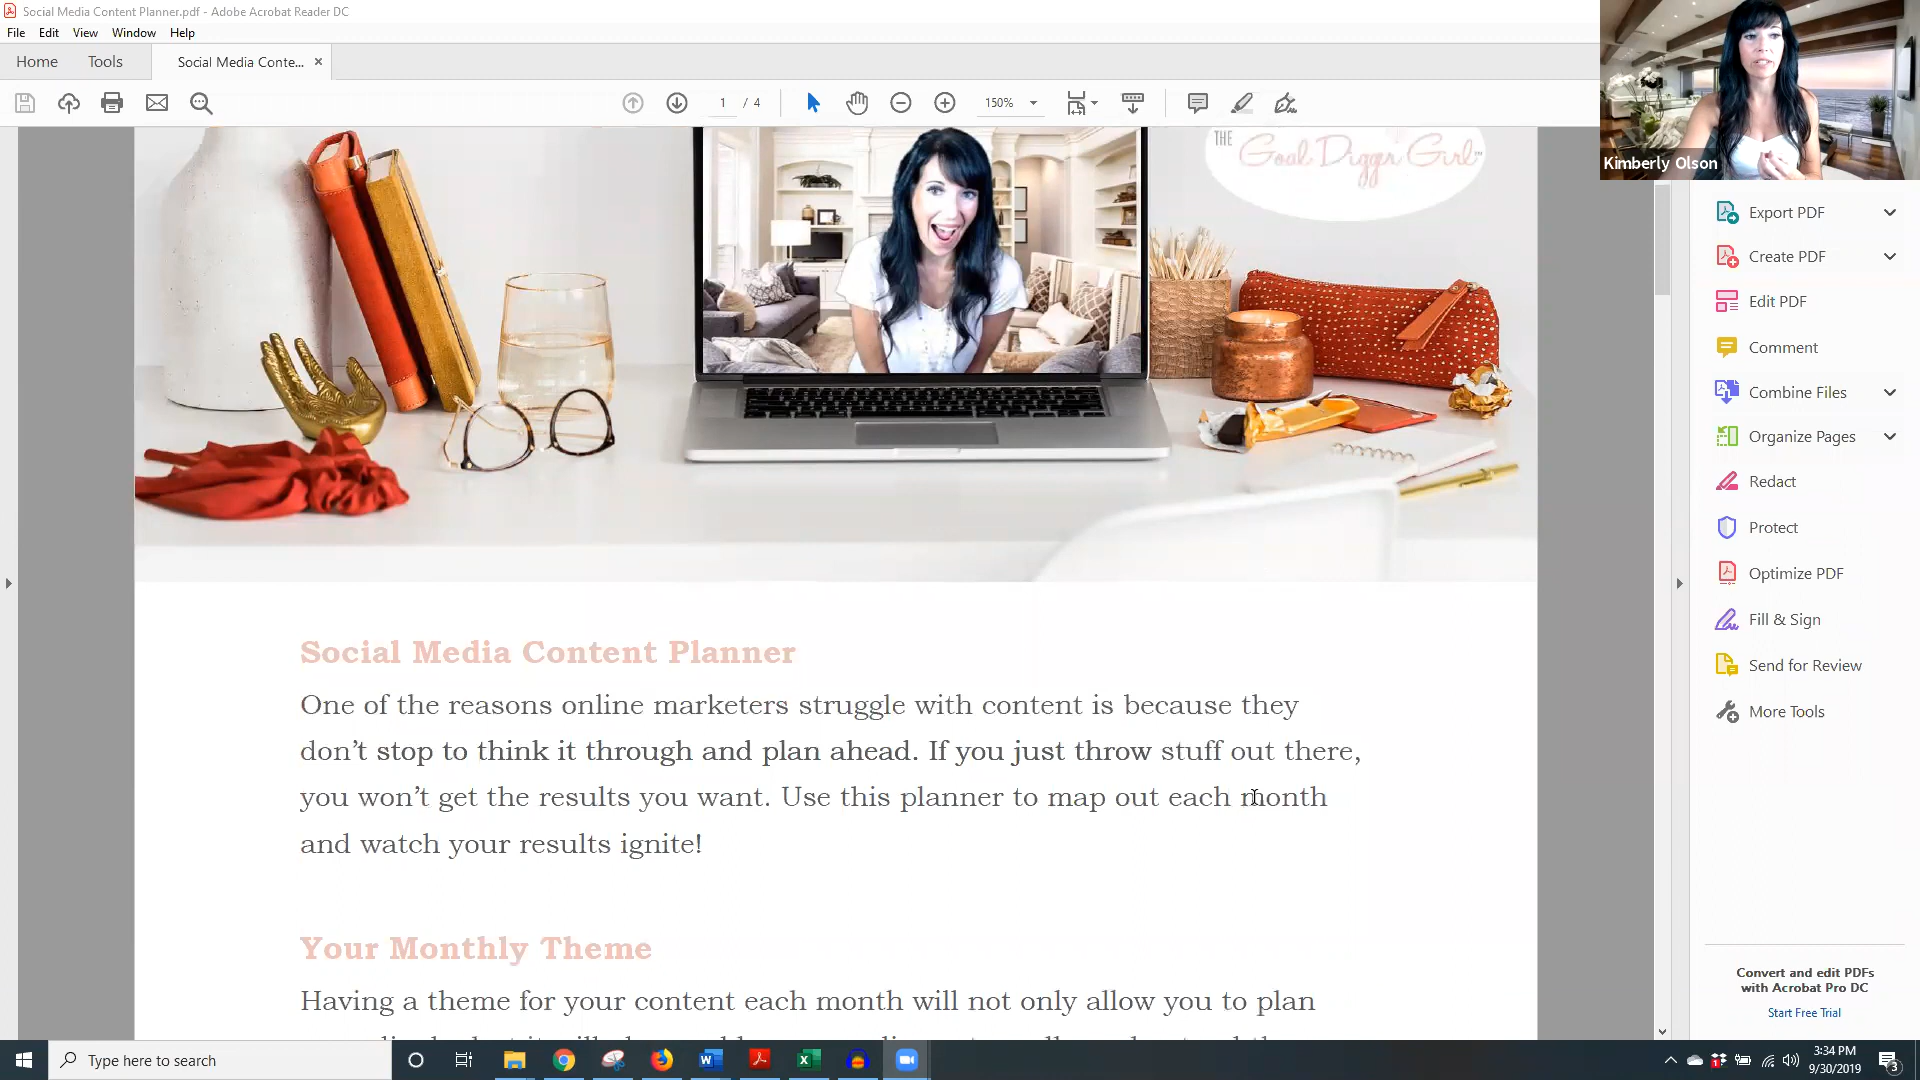 Social Media Content Planner.pdf - Adobe Acrobat Reader DC
File Edit View Window Help
Home Tools Social Media Conte... ×
1 / 4 150%
Kimberly Olson
THE
Goal Digger Girl™
Export PDF
Create PDF
Edit PDF
Comment
Combine Files
Organize Pages
Redact
Protect
Optimize PDF
Fill & Sign
Send for Review
More Tools
Convert and edit PDFs
with Acrobat Pro DC
Start Free Trial
Social Media Content Planner
One of the reasons online marketers struggle with content is because they
don't stop to think it through and plan ahead. If you just throw stuff out there,
you won't get the results you want. Use this planner to map out each month
and watch your results ignite!
Your Monthly Theme
Having a theme for your content each month will not only allow you to plan
Type here to search
3:34 PM
9/30/2019
3